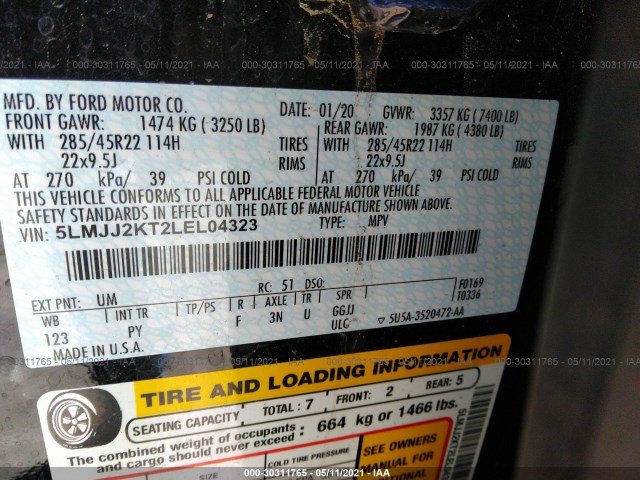 000-30311765 - 05/11/2021 - IAA
MFD. BY FORD MOTOR CO.
DATE: 01/20 GVWR: 3357 KG ( 7400 LB)
FRONT GAWR: 1474 KG ( 3250 LB)
REAR GAWR: 1987 KG ( 4380 LB)
WITH 285/45R22 114H TIRES 285/45R22 114H TIRES
22x9.5J RIMS 22x9.5J RIMS
AT 270 kPa/ 39 PSI COLD AT 270 kPa/ 39 PSI COLD
THIS VEHICLE CONFORMS TO ALL APPLICABLE FEDERAL MOTOR VEHICLE
SAFETY STANDARDS IN EFFECT ON THE DATE OF MANUFACTURE SHOWN ABOVE.
VIN: 5LMJJ2KT2LEL04323 TYPE: MPV
EXT PNT: UM RC: 51 DSO: F0169
T0336
WB INT TR TP/PS R AXLE TR SPR
123 PY F 3N U GGJJ
ULC ▽ 5U5A-3520472-AA
MADE IN U.S.A.
TIRE AND LOADING INFORMATION
SEATING CAPACITY TOTAL : 7 FRONT: 2 REAR: 5
The combined weight of occupants and cargo should never exceed : 664 kg or 1466 lbs.
COLD TIRE PRESSURE
SEE OWNERS
MANUAL FOR
000-30311765 - 05/11/2021 - IAA